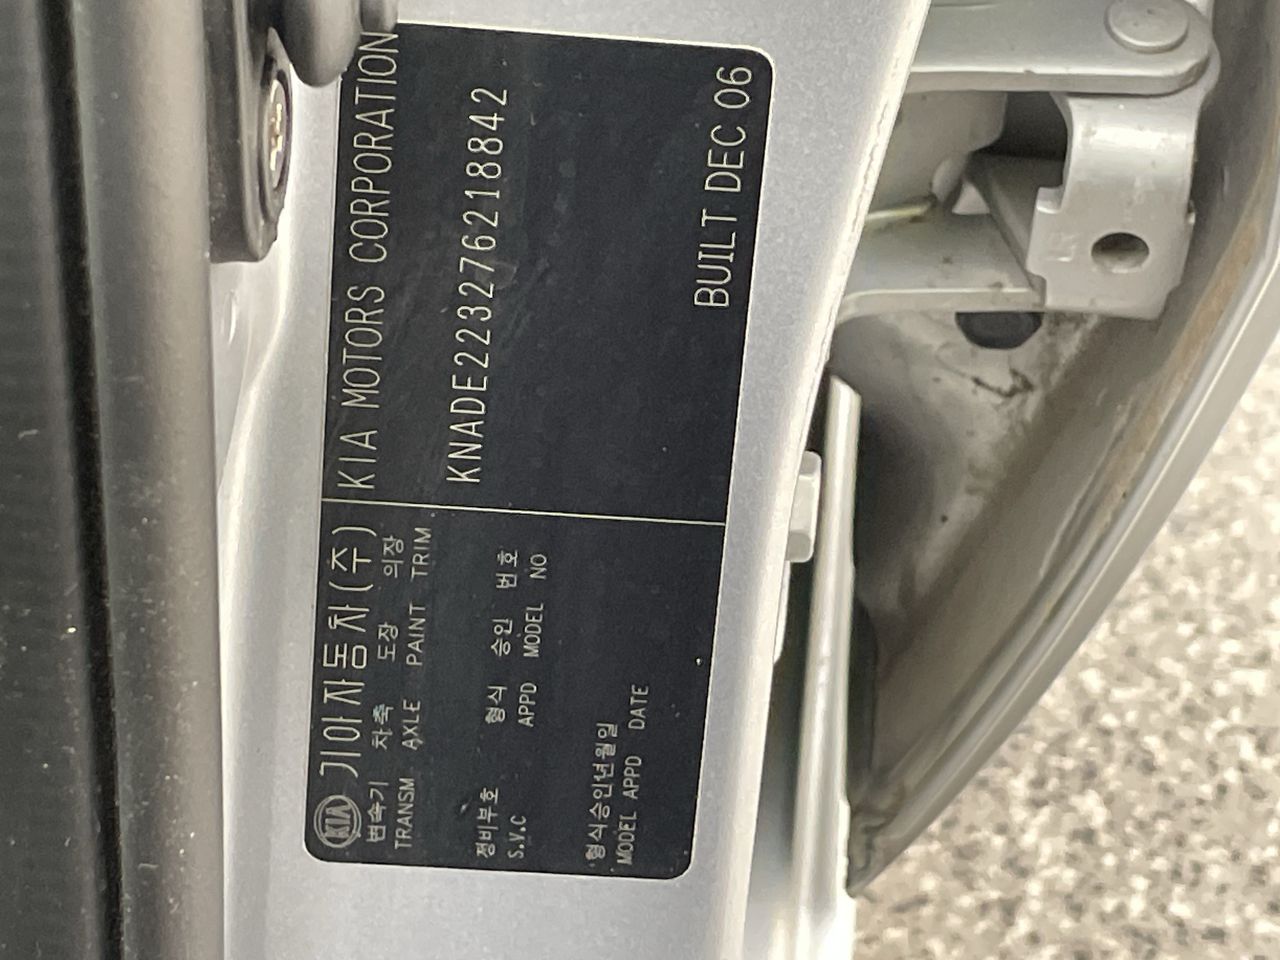 KIA 기아자동차(주)
변속기 차축 도장 의장
TRANSM AXLE PAINT TRIM
정비부호 형식 승인 번호
S.V.C APPD MODEL NO
형식승인년월일
MODEL APPD DATE
KIA MOTORS CORPORATION
KNADE223276218842
BUILT DEC 06